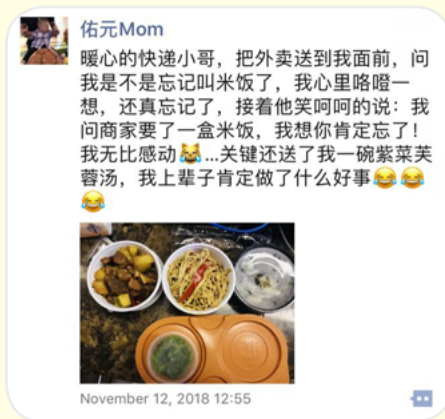 佑元Mom
暖心的快递小哥，把外卖送到我面前，问
我是不是忘记叫米饭了，我心里咯噔一
想，还真忘记了，接着他笑呵呵的说：我
问商家要了一盒米饭，我想你肯定忘了！
我无比感动😹...关键还送了我一碗紫菜芙
蓉汤，我上辈子肯定做了什么好事😂😂
😂
November 12, 2018 12:55